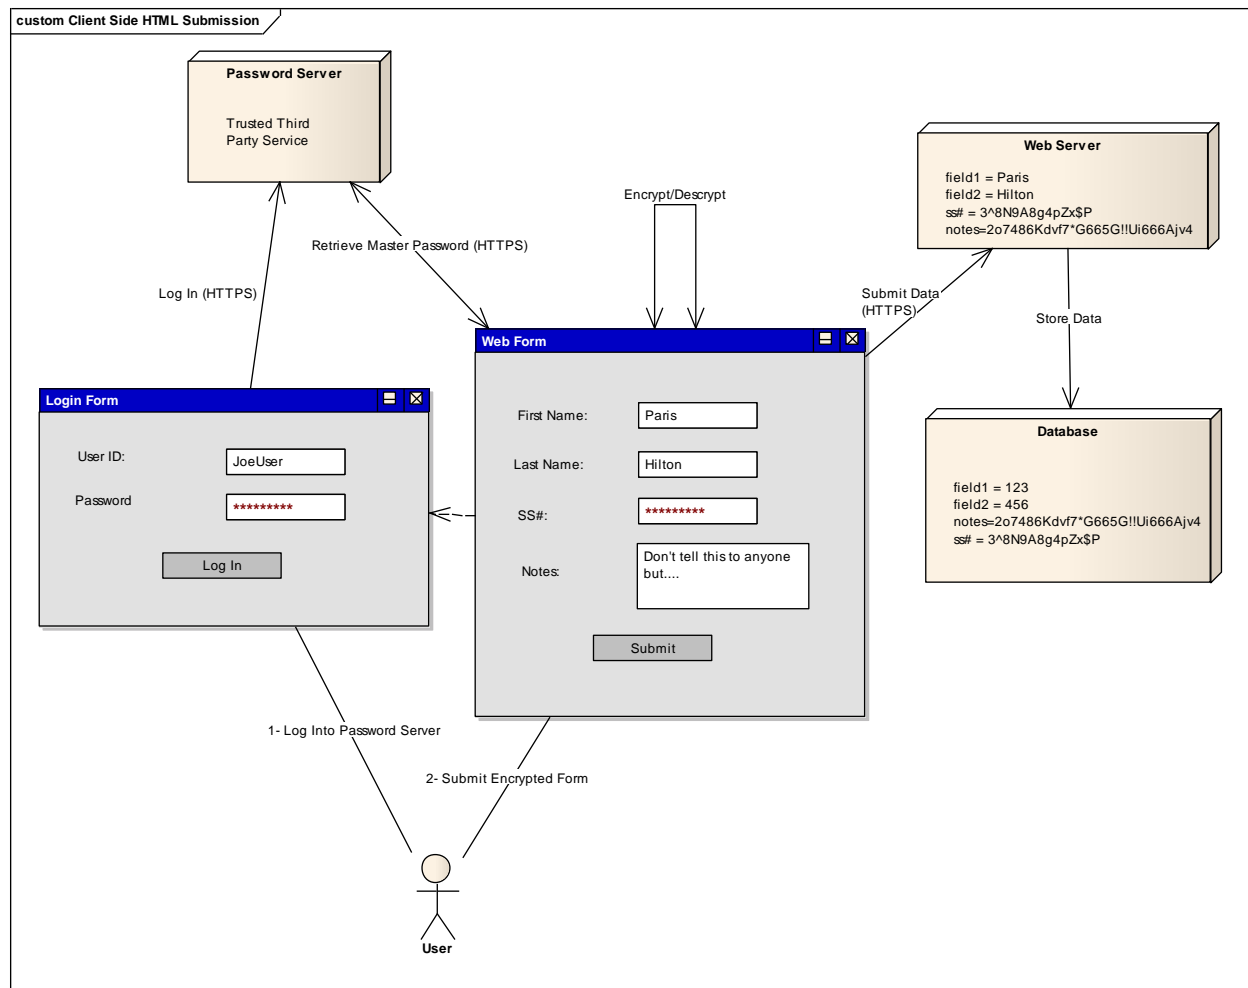 custom Client Side HTML Submission
Password Server
Trusted Third
Party Service
Web Server
field1 = Paris
field2 = Hilton
ss# = 3^8N9A8g4pZx$P
notes=2o7486Kdvf7*G665G!!Ui666Ajv4
Encrypt/Descrypt
Retrieve Master Password (HTTPS)
Log In (HTTPS)
Submit Data
(HTTPS)
Store Data
Web Form
First Name:
Paris
Last Name:
Hilton
SS#:
*********
Notes:
Don't tell this to anyone
but....
Submit
Login Form
User ID:
JoeUser
Password
*********
Log In
Database
field1 = 123
field2 = 456
notes=2o7486Kdvf7*G665G!!Ui666Ajv4
ss# = 3^8N9A8g4pZx$P
1- Log Into Password Server
2- Submit Encrypted Form
User